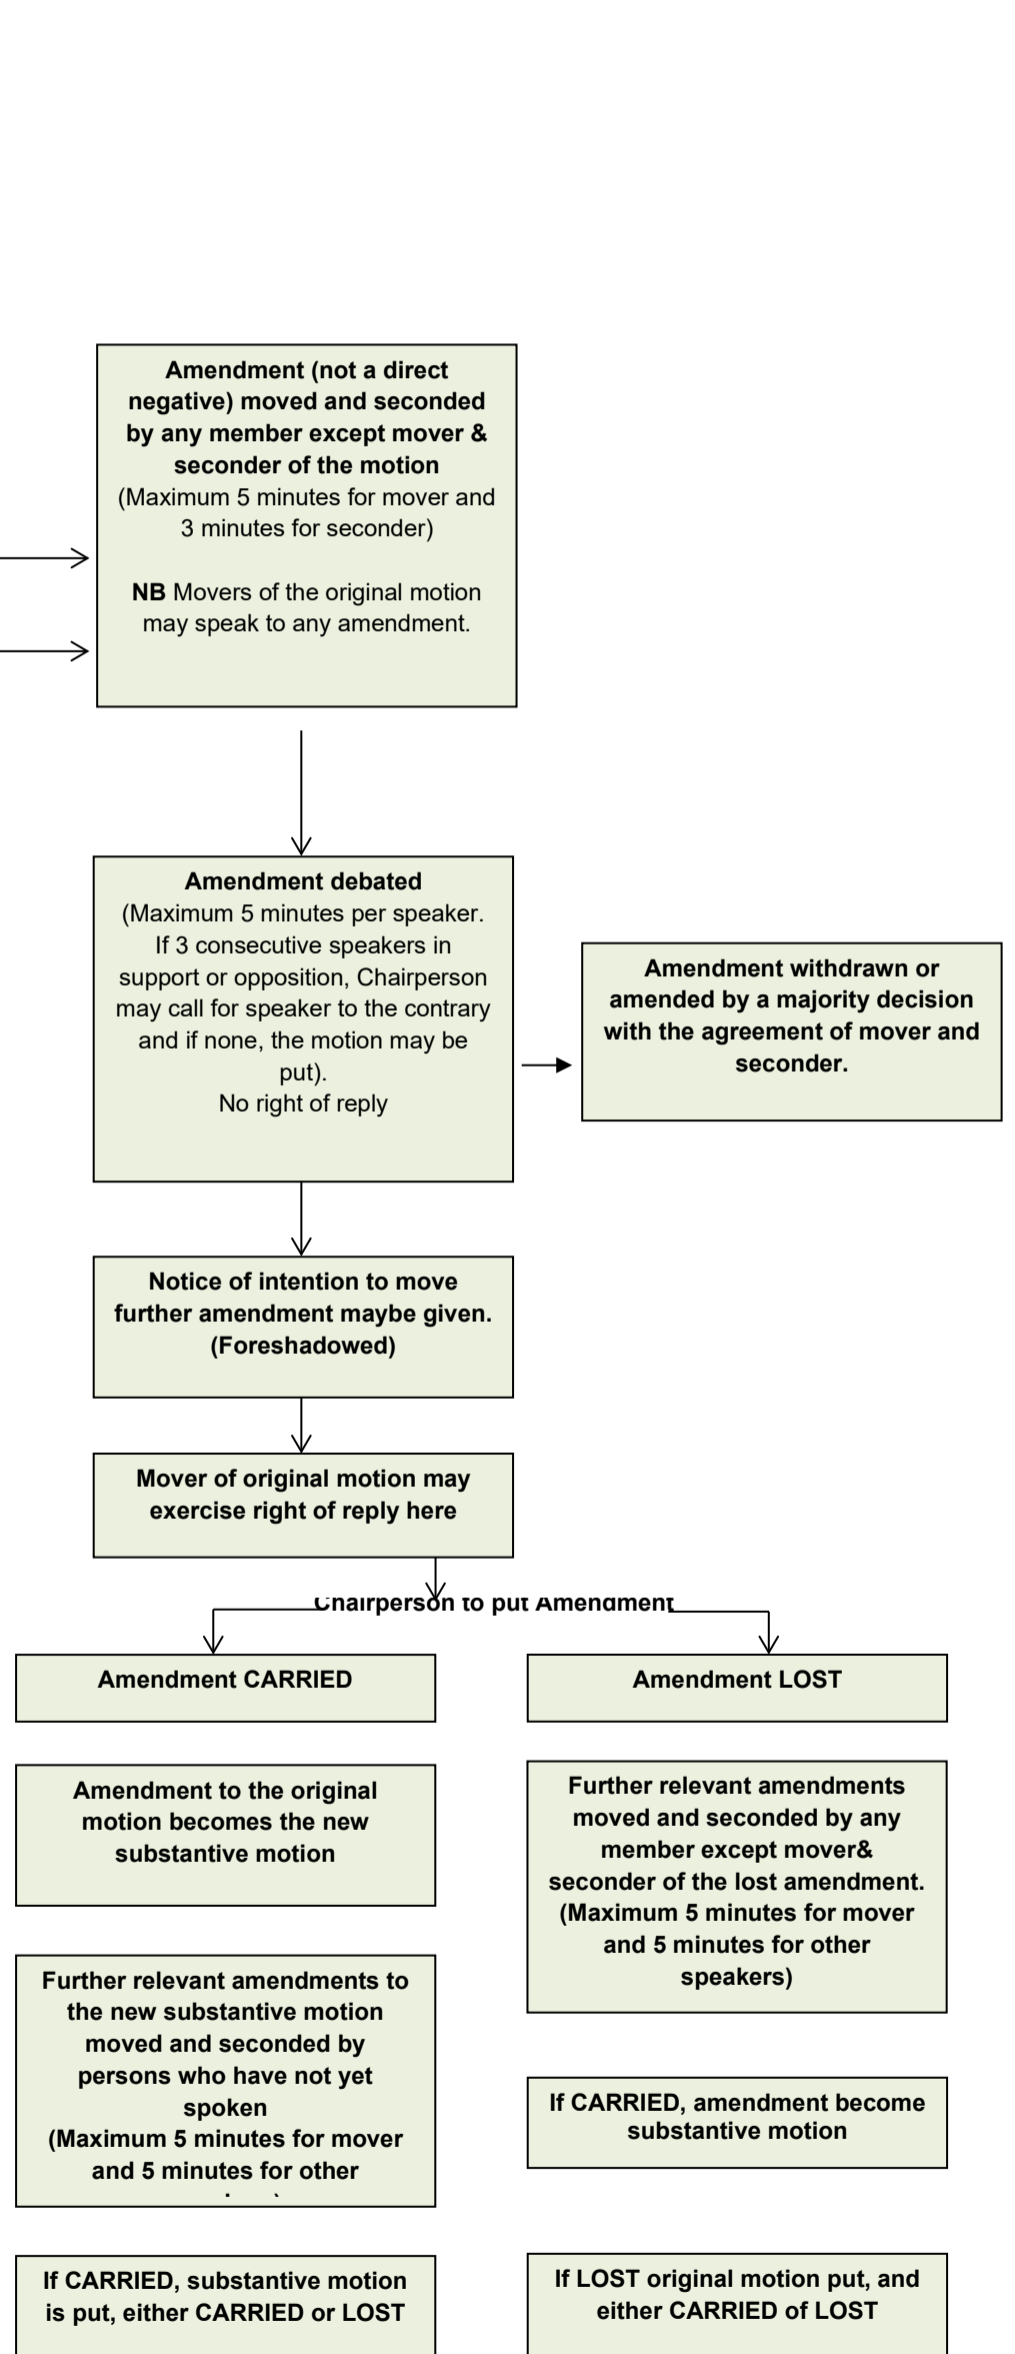 Amendment (not a direct
negative) moved and seconded
by any member except mover &
seconder of the motion
(Maximum 5 minutes for mover and
3 minutes for seconder)
NB Movers of the original motion
may speak to any amendment.
Amendment debated
(Maximum 5 minutes per speaker.
If 3 consecutive speakers in
support or opposition, Chairperson
may call for speaker to the contrary
and if none, the motion may be
put).
No right of reply
Amendment withdrawn or
amended by a majority decision
with the agreement of mover and
seconder.
Notice of intention to move
further amendment maybe given.
(Foreshadowed)
Mover of original motion may
exercise right of reply here
Chairperson to put Amendment
Amendment CARRIED
Amendment to the original
motion becomes the new
substantive motion
Further relevant amendments to
the new substantive motion
moved and seconded by
persons who have not yet
spoken
(Maximum 5 minutes for mover
and 5 minutes for other
If CARRIED, substantive motion
is put, either CARRIED or LOST
Amendment LOST
Further relevant amendments
moved and seconded by any
member except mover&
seconder of the lost amendment.
(Maximum 5 minutes for mover
and 5 minutes for other
speakers)
If CARRIED, amendment become
substantive motion
If LOST original motion put, and
either CARRIED of LOST